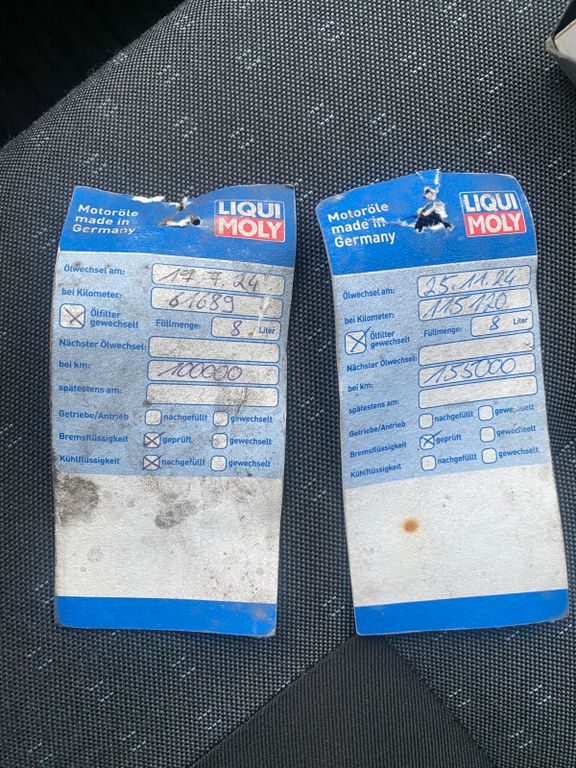 Motoröle
made in
Germany
LIQUI
MOLY
Ölwechsel am: 17.7.24
bei Kilometer: 61689
Ölfilter
gewechselt
Füllmenge: 8 Liter
Nächster Ölwechsel:
bei km: 100000
spätestens am:
Getriebe/Antrieb nachgefüllt gewechselt
Bremsflüssigkeit geprüft gewechselt
Kühlflüssigkeit nachgefüllt gewechselt
Motoröle
made in
Germany
LIQUI
MOLY
Ölwechsel am: 25.11.24
bei Kilometer: 115120
Ölfilter
gewechselt
Füllmenge: 8 Liter
Nächster Ölwechsel:
bei km: 155000
spätestens am:
Getriebe/Antrieb nachgefüllt gewechselt
Bremsflüssigkeit geprüft gewechselt
Kühlflüssigkeit nachgefüllt gewechselt